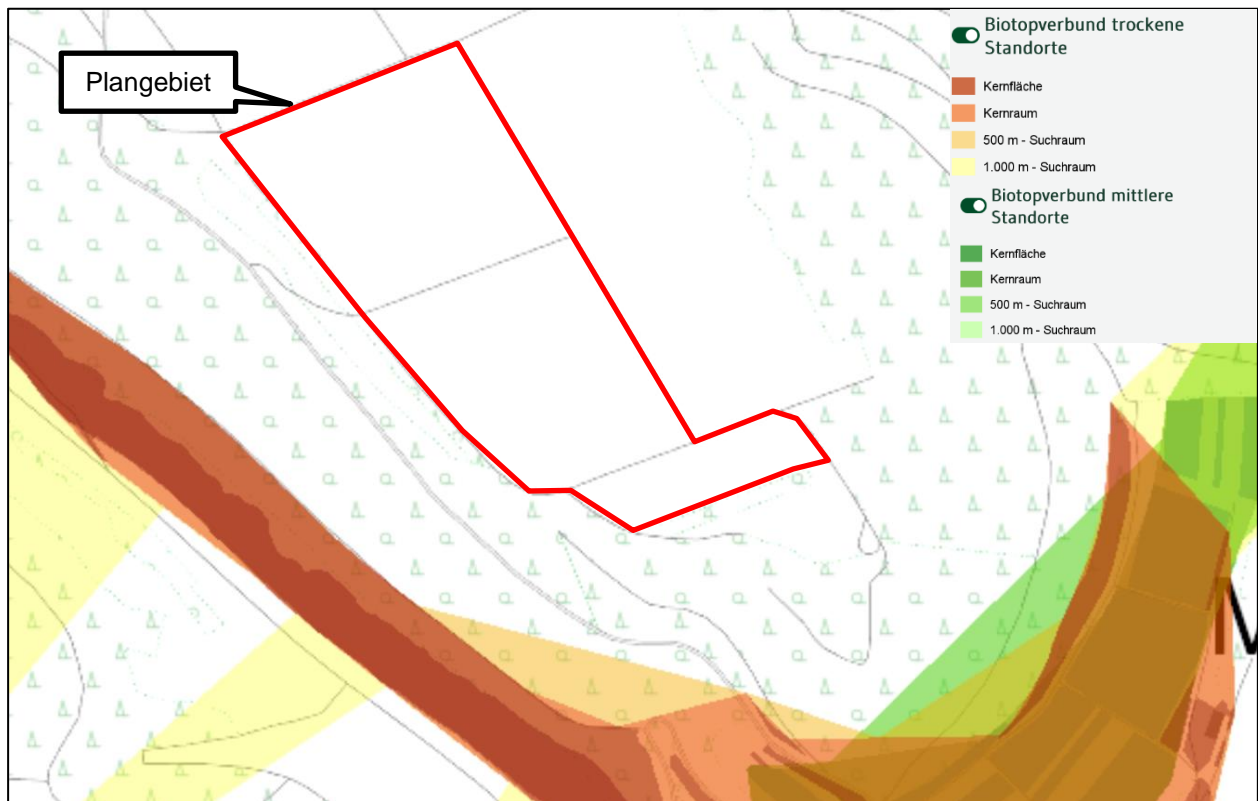 Plangebiet
Biotopverbund trockene
Standorte
Kernfläche
Kernraum
500 m - Suchraum
1.000 m - Suchraum
Biotopverbund mittlere
Standorte
Kernfläche
Kernraum
500 m - Suchraum
1.000 m - Suchraum